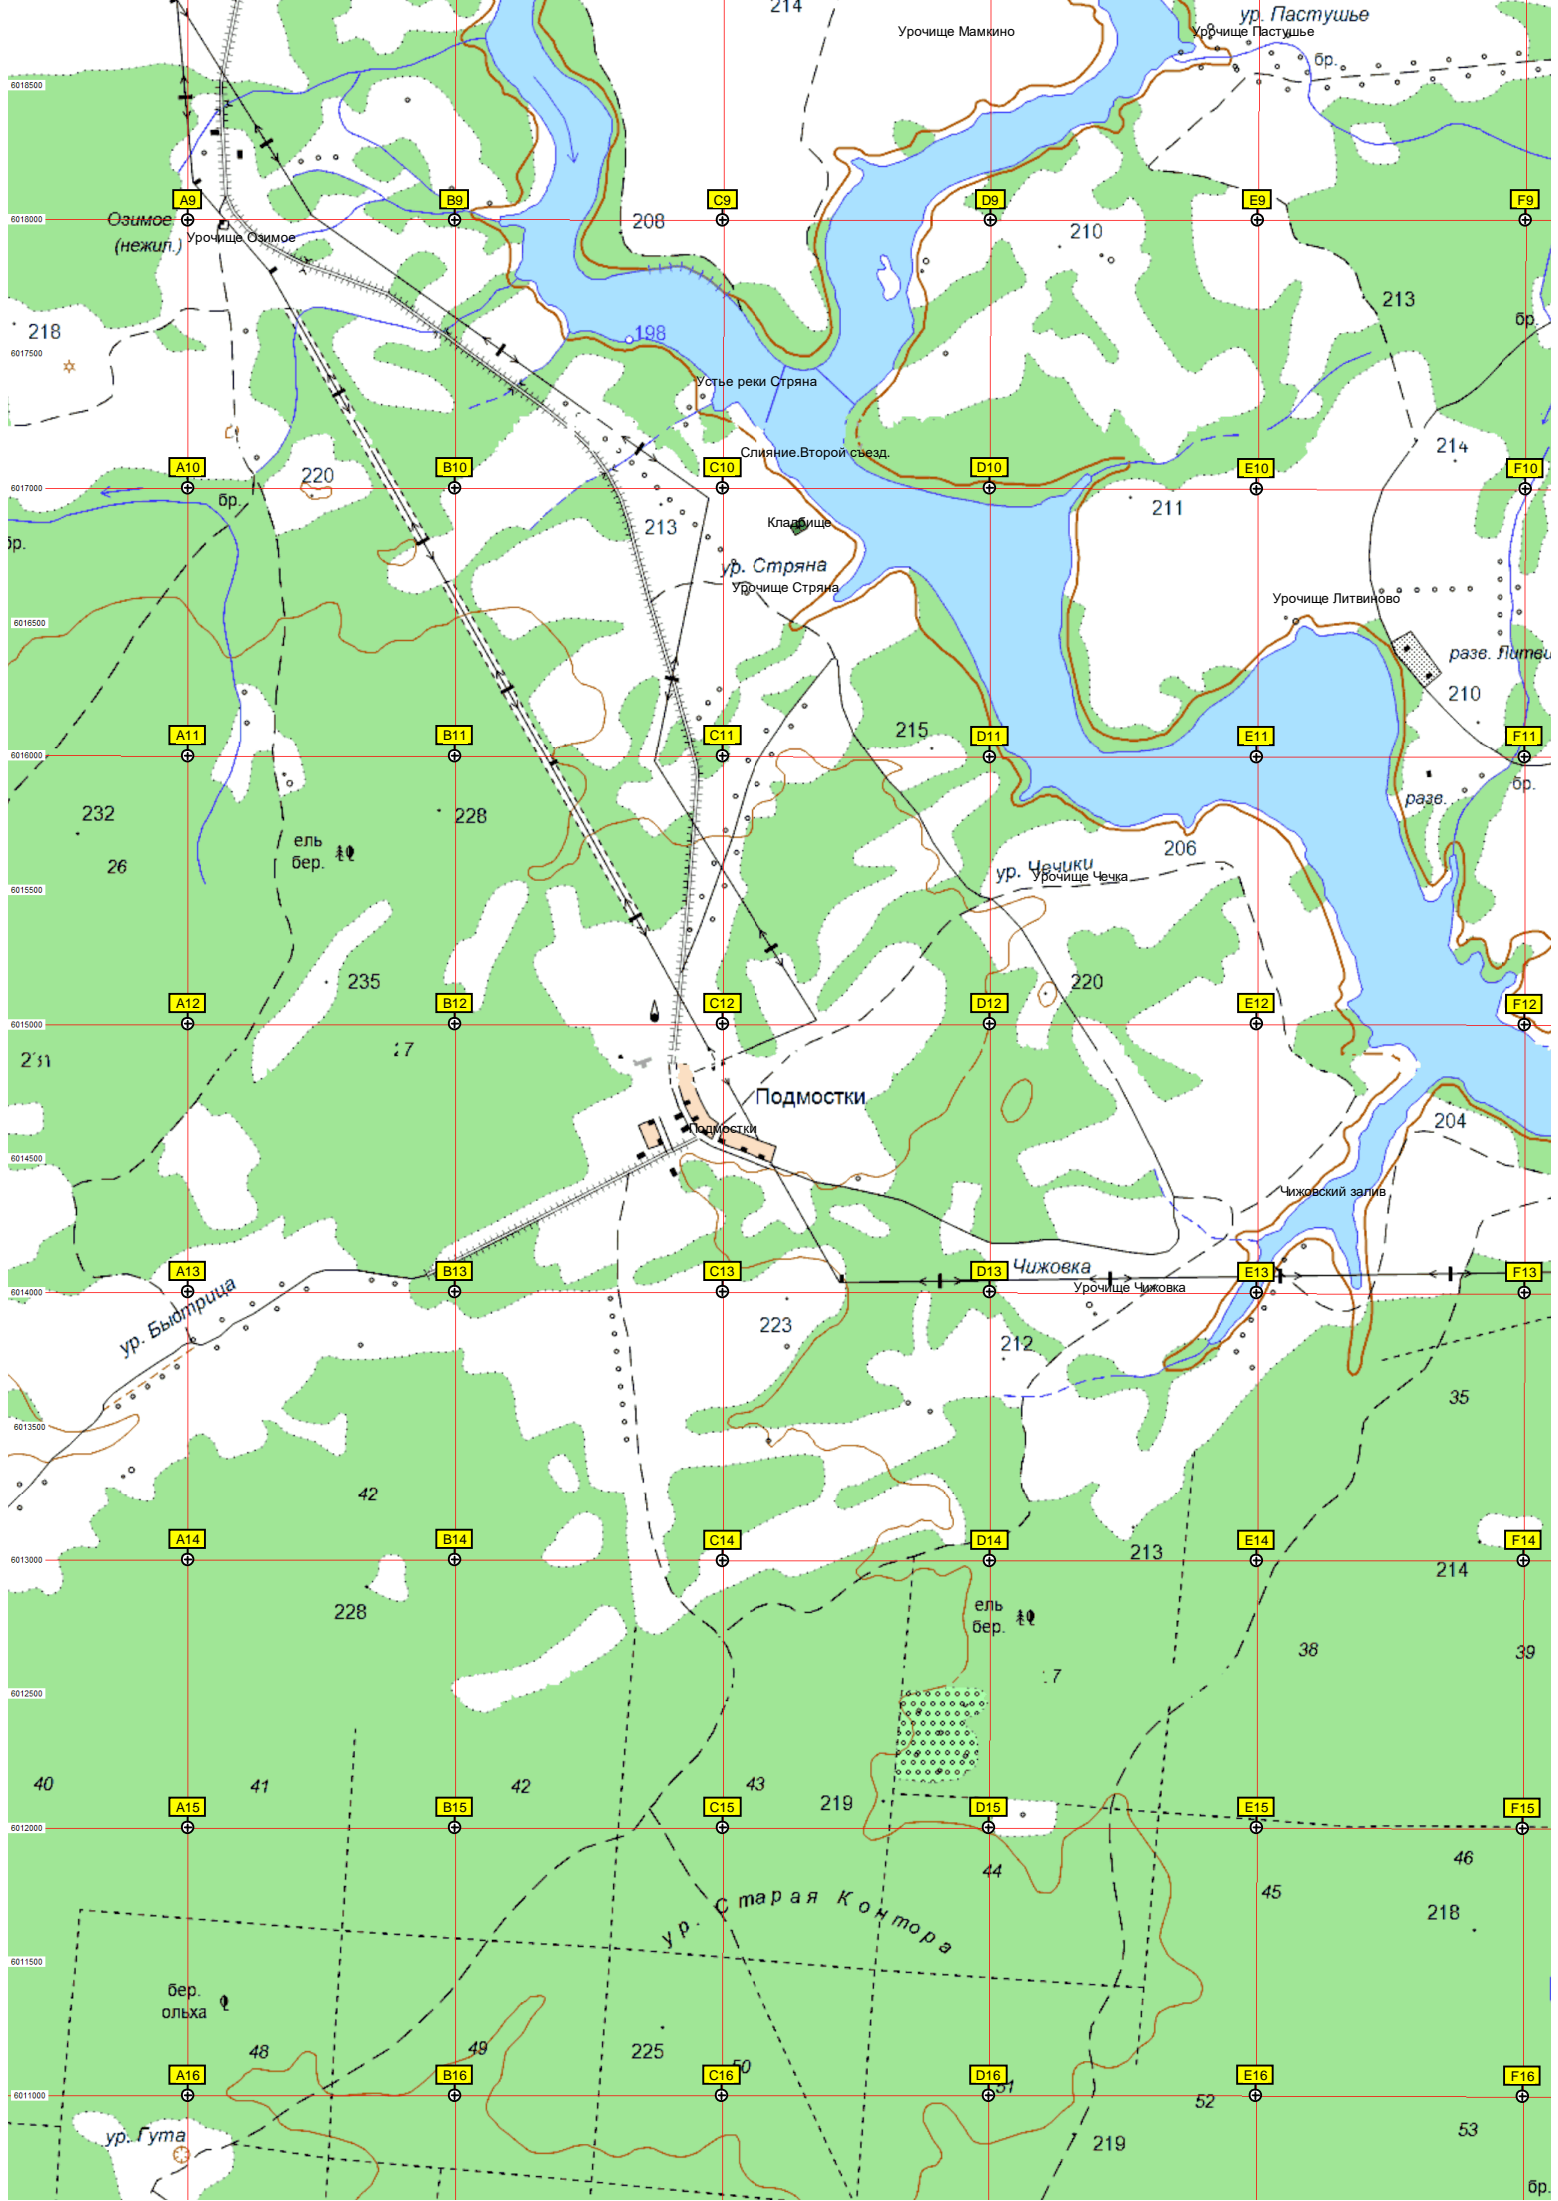 214
ур. Пастушье
Урочище Мамкино
Урочище Пастушье
бр.
6018500
A9
B9
C9
D9
E9
F9
6018000
Озимое
(нежил.)
Урочище Озимое
208
210
213
218
198
бр.
6017500
Устье реки Стряна
214
Слияние.Второй съезд.
A10
B10
C10
D10
E10
F10
220
6017000
бр.
213
211
Кладбище
бр.
ур. Стряна
Урочище Стряна
Урочище Литвиново
6016500
разв. Литви
210
215
A11
B11
C11
D11
E11
F11
6016000
бр.
разв.
232
228
206
ель
бер.
26
ур. Чечики
Урочище Чечка
6015500
235
220
A12
B12
C12
D12
E12
F12
6015000
Подмостки
204
Подмостки
6014500
Чижовский залив
A13
B13
C13
D13
E13
F13
Чижовка
Урочище Чижовка
6014000
ур. Бьютрица
223
212
35
6013500
42
A14
B14
C14
D14
E14
F14
6013000
213
214
228
ель
бер.
38
39
7
6012500
40
41
42
43
219
A15
B15
C15
D15
E15
F15
6012000
44
46
45
ур. Старая Контора
218
6011500
бер.
ольха
48
49
225
50
A16
B16
C16
D16
E16
F16
51
6011000
52
53
ур. Гута
219
бр.